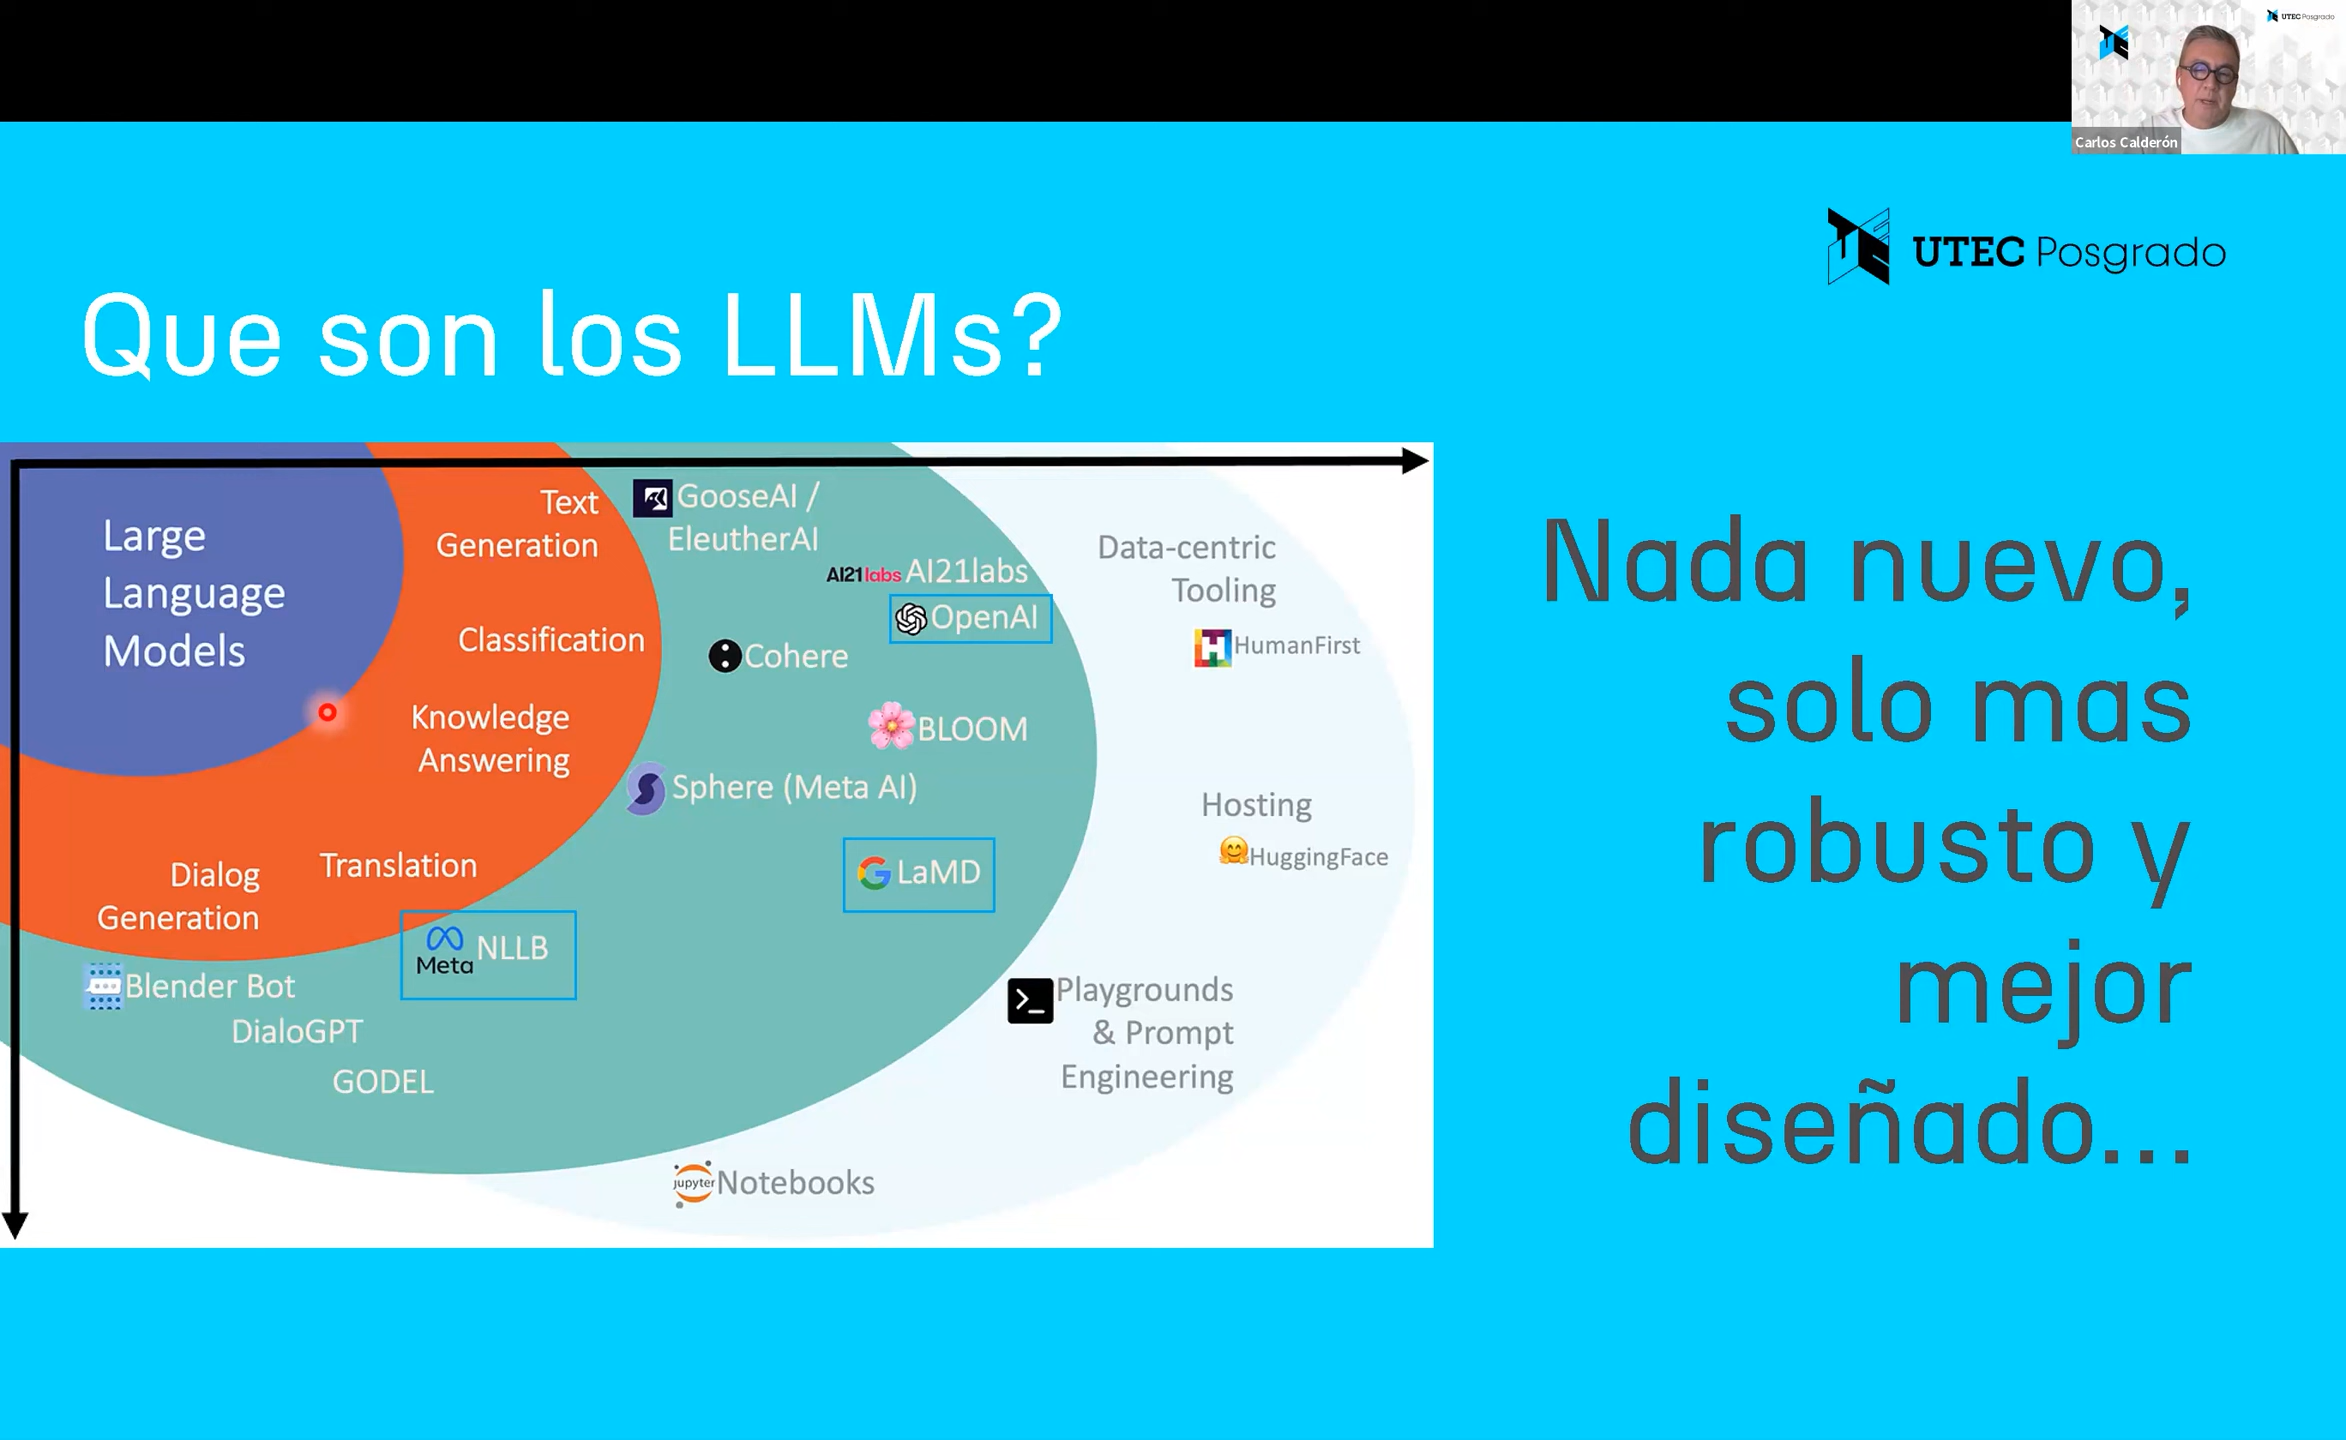 UTEC Posgrado
Carlos Calderón
UTEC Posgrado
Que son los LLMs?
Large
Language
Models
Text
Generation
Classification
Knowledge
Answering
Translation
Dialog
Generation
GooseAI /
EleutherAI
AI21labs AI21labs
OpenAI
Cohere
BLOOM
Sphere (Meta AI)
G LaMD
Meta NLLB
Blender Bot
DialoGPT
GODEL
Data-centric
Tooling
H HumanFirst
Hosting
HuggingFace
Playgrounds
& Prompt
Engineering
jupyter Notebooks
Nada nuevo,
solo mas
robusto y
mejor
diseñado...